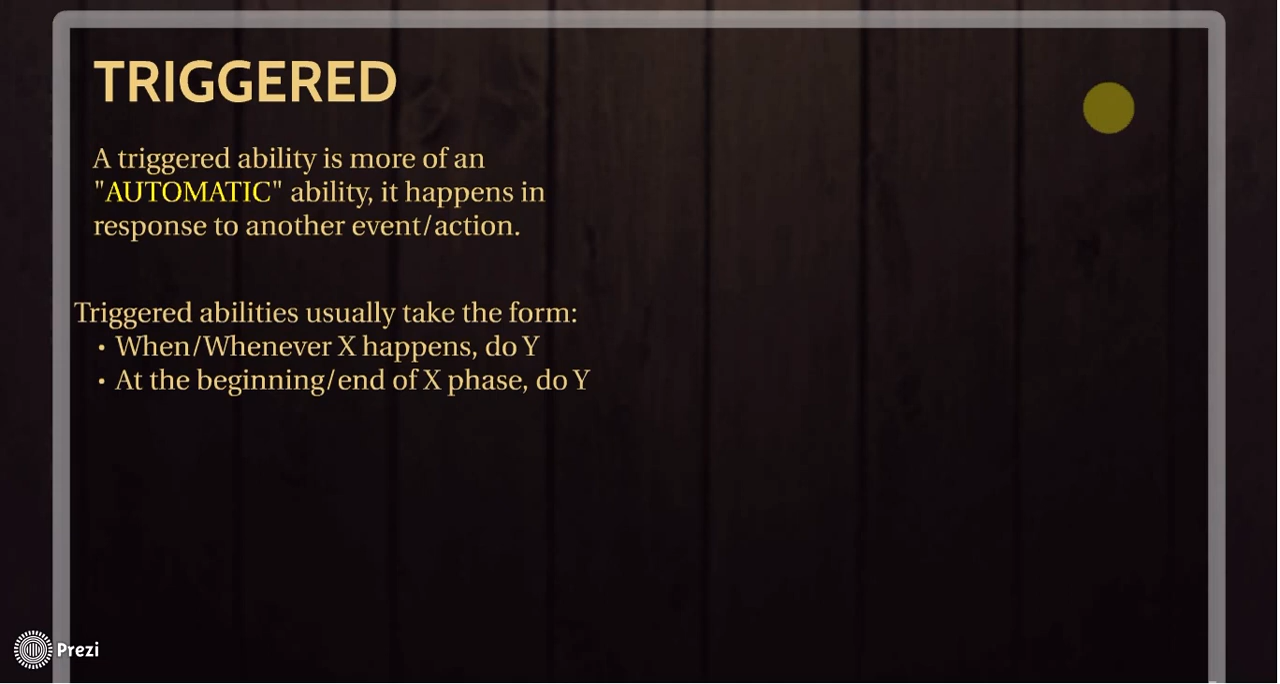 TRIGGERED
A triggered ability is more of an
"AUTOMATIC" ability, it happens in
response to another event/action.
Triggered abilities usually take the form:
• When/Whenever X happens, do Y
• At the beginning/end of X phase, do Y
Prezi